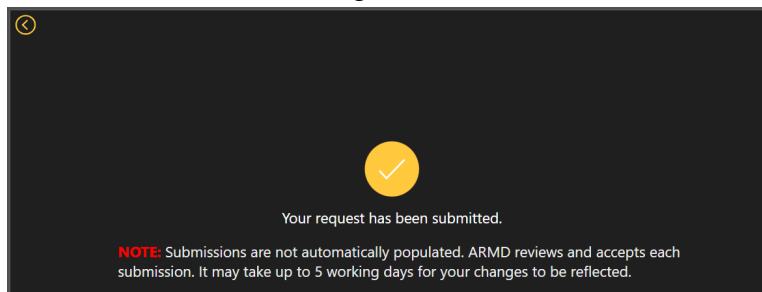 Your request has been submitted.
NOTE: Submissions are not automatically populated. ARMD reviews and accepts each
submission. It may take up to 5 working days for your changes to be reflected.